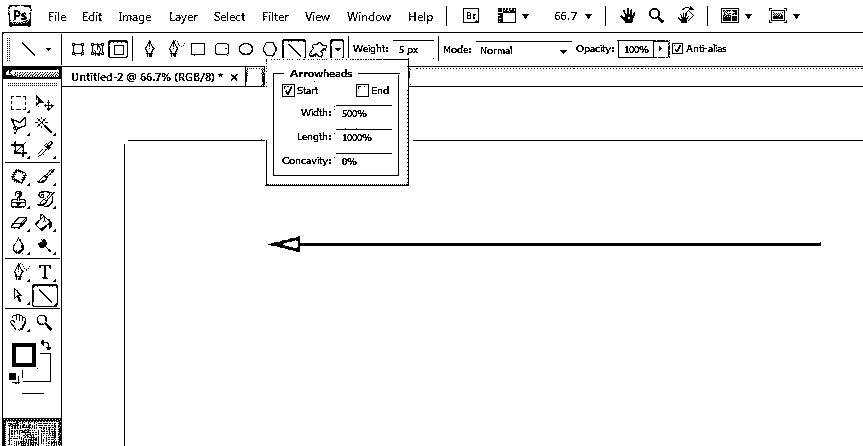 Ps File Edit Image Layer Select Filter View Window Help Br 66.7
Weight: 5 px Mode: Normal Opacity: 100% Anti-alias
Untitled-2 @ 66.7% (RGB/8) * ×
Arrowheads
Start End
Width: 500%
Length: 1000%
Concavity: 0%
T